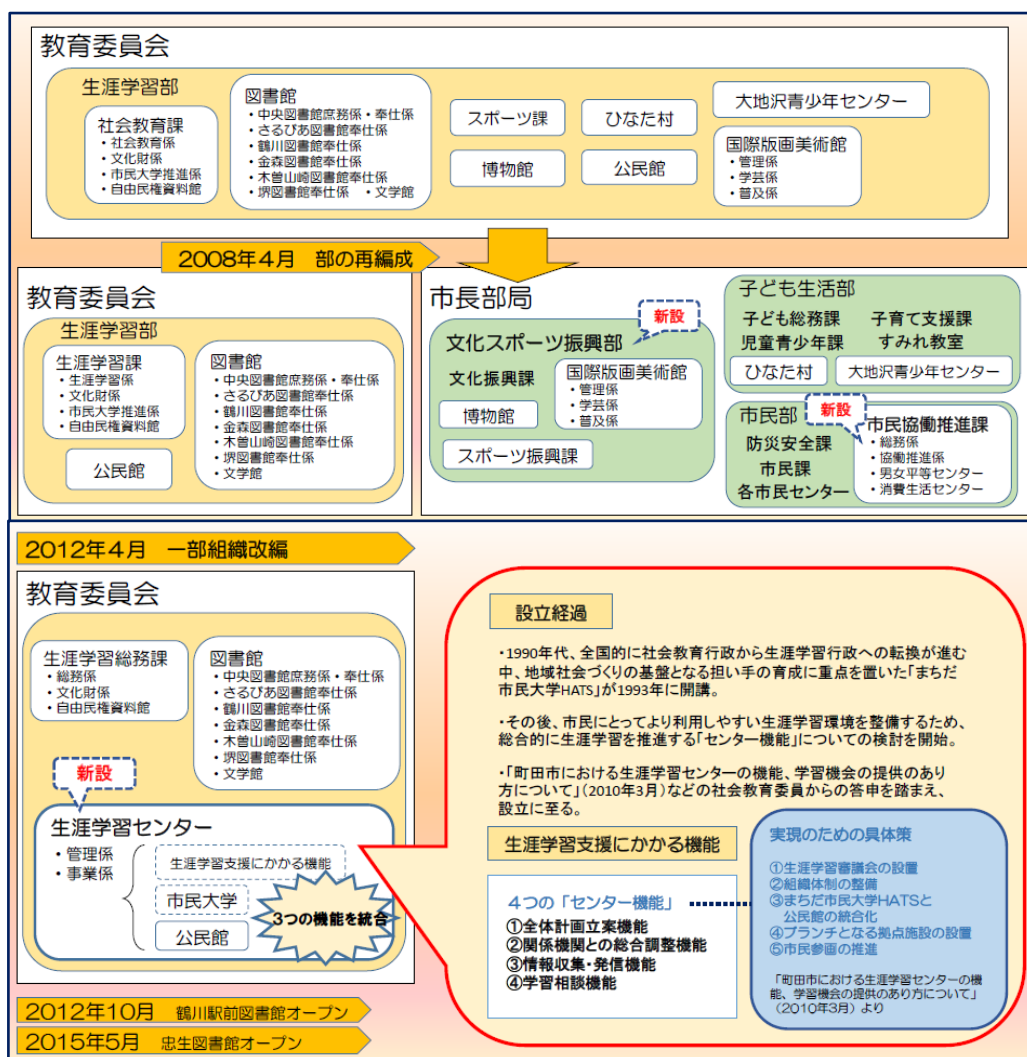 教育委員会
生涯学習部
社会教育課
・社会教育係
・文化財係
・市民大学推進係
・自由民権資料館
図書館
・中央図書館庶務係・奉仕係
・さるびあ図書館奉仕係
・鶴川図書館奉仕係
・金森図書館奉仕係
・木曽山崎図書館奉仕係
・堺図書館奉仕係 ・文学館
スポーツ課
ひなた村
博物館
公民館
大地沢青少年センター
国際版画美術館
・管理係
・学芸係
・普及係
2008年4月 部の再編成
教育委員会
生涯学習部
生涯学習課
・生涯学習係
・文化財係
・市民大学推進係
・自由民権資料館
公民館
図書館
・中央図書館庶務係・奉仕係
・さるびあ図書館奉仕係
・鶴川図書館奉仕係
・金森図書館奉仕係
・木曽山崎図書館奉仕係
・堺図書館奉仕係
・文学館
市長部局
新設
文化スポーツ振興部
文化振興課
博物館
スポーツ振興課
国際版画美術館
・管理係
・学芸係
・普及係
子ども生活部
子ども総務課 子育て支援課
児童青少年課 すみれ教室
ひなた村
大地沢青少年センター
市民部
新設
防災安全課
市民課
各市民センター
市民協働推進課
・総務係
・協働推進係
・男女平等センター
・消費生活センター
2012年4月 一部組織改編
教育委員会
生涯学習総務課
・総務係
・文化財係
・自由民権資料館
図書館
・中央図書館庶務係・奉仕係
・さるびあ図書館奉仕係
・鶴川図書館奉仕係
・金森図書館奉仕係
・木曽山崎図書館奉仕係
・堺図書館奉仕係
・文学館
新設
生涯学習センター
・管理係
・事業係
生涯学習支援にかかる機能
市民大学
公民館
3つの機能を統合
2012年10月 鶴川駅前図書館オープン
2015年5月 忠生図書館オープン
設立経過
・1990年代、全国的に社会教育行政から生涯学習行政への転換が進む
中、地域社会づくりの基盤となる担い手の育成に重点を置いた「まちだ
市民大学HATS」が1993年に開講。
・その後、市民にとってより利用しやすい生涯学習環境を整備するため、
総合的に生涯学習を推進する「センター機能」についての検討を開始。
・「町田市における生涯学習センターの機能、学習機会の提供のあり
方について」（2010年3月）などの社会教育委員からの答申を踏まえ、
設立に至る。
生涯学習支援にかかる機能
４つの「センター機能」
①全体計画立案機能
②関係機関との総合調整機能
③情報収集・発信機能
④学習相談機能
実現のための具体策
①生涯学習審議会の設置
②組織体制の整備
③まちだ市民大学HATSと
公民館の統合化
④ブランチとなる拠点施設の設置
⑤市民参画の推進
「町田市における生涯学習センターの機
能、学習機会の提供のあり方について」
（2010年3月）より